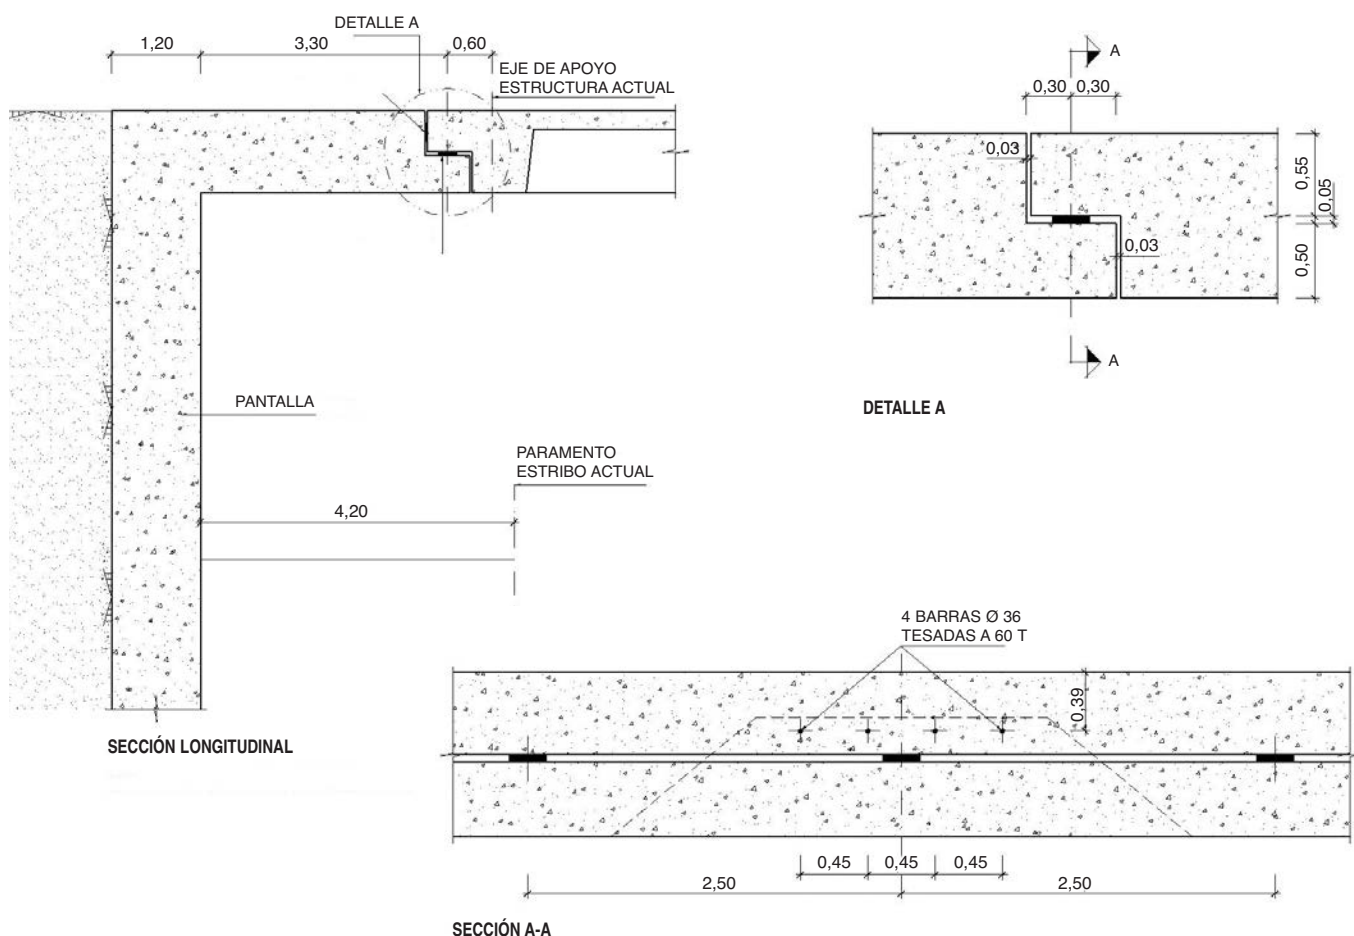 DETALLE A
1,20
3,30
0,60
EJE DE APOYO
ESTRUCTURA ACTUAL
PANTALLA
PARAMENTO
ESTRIBO ACTUAL
4,20
SECCIÓN LONGITUDINAL
A
0,30
0,30
0,03
0,55
0,05
0,03
0,50
A
DETALLE A
4 BARRAS Ø 36
TESADAS A 60 T
0,39
0,45
0,45
0,45
2,50
2,50
SECCIÓN A-A